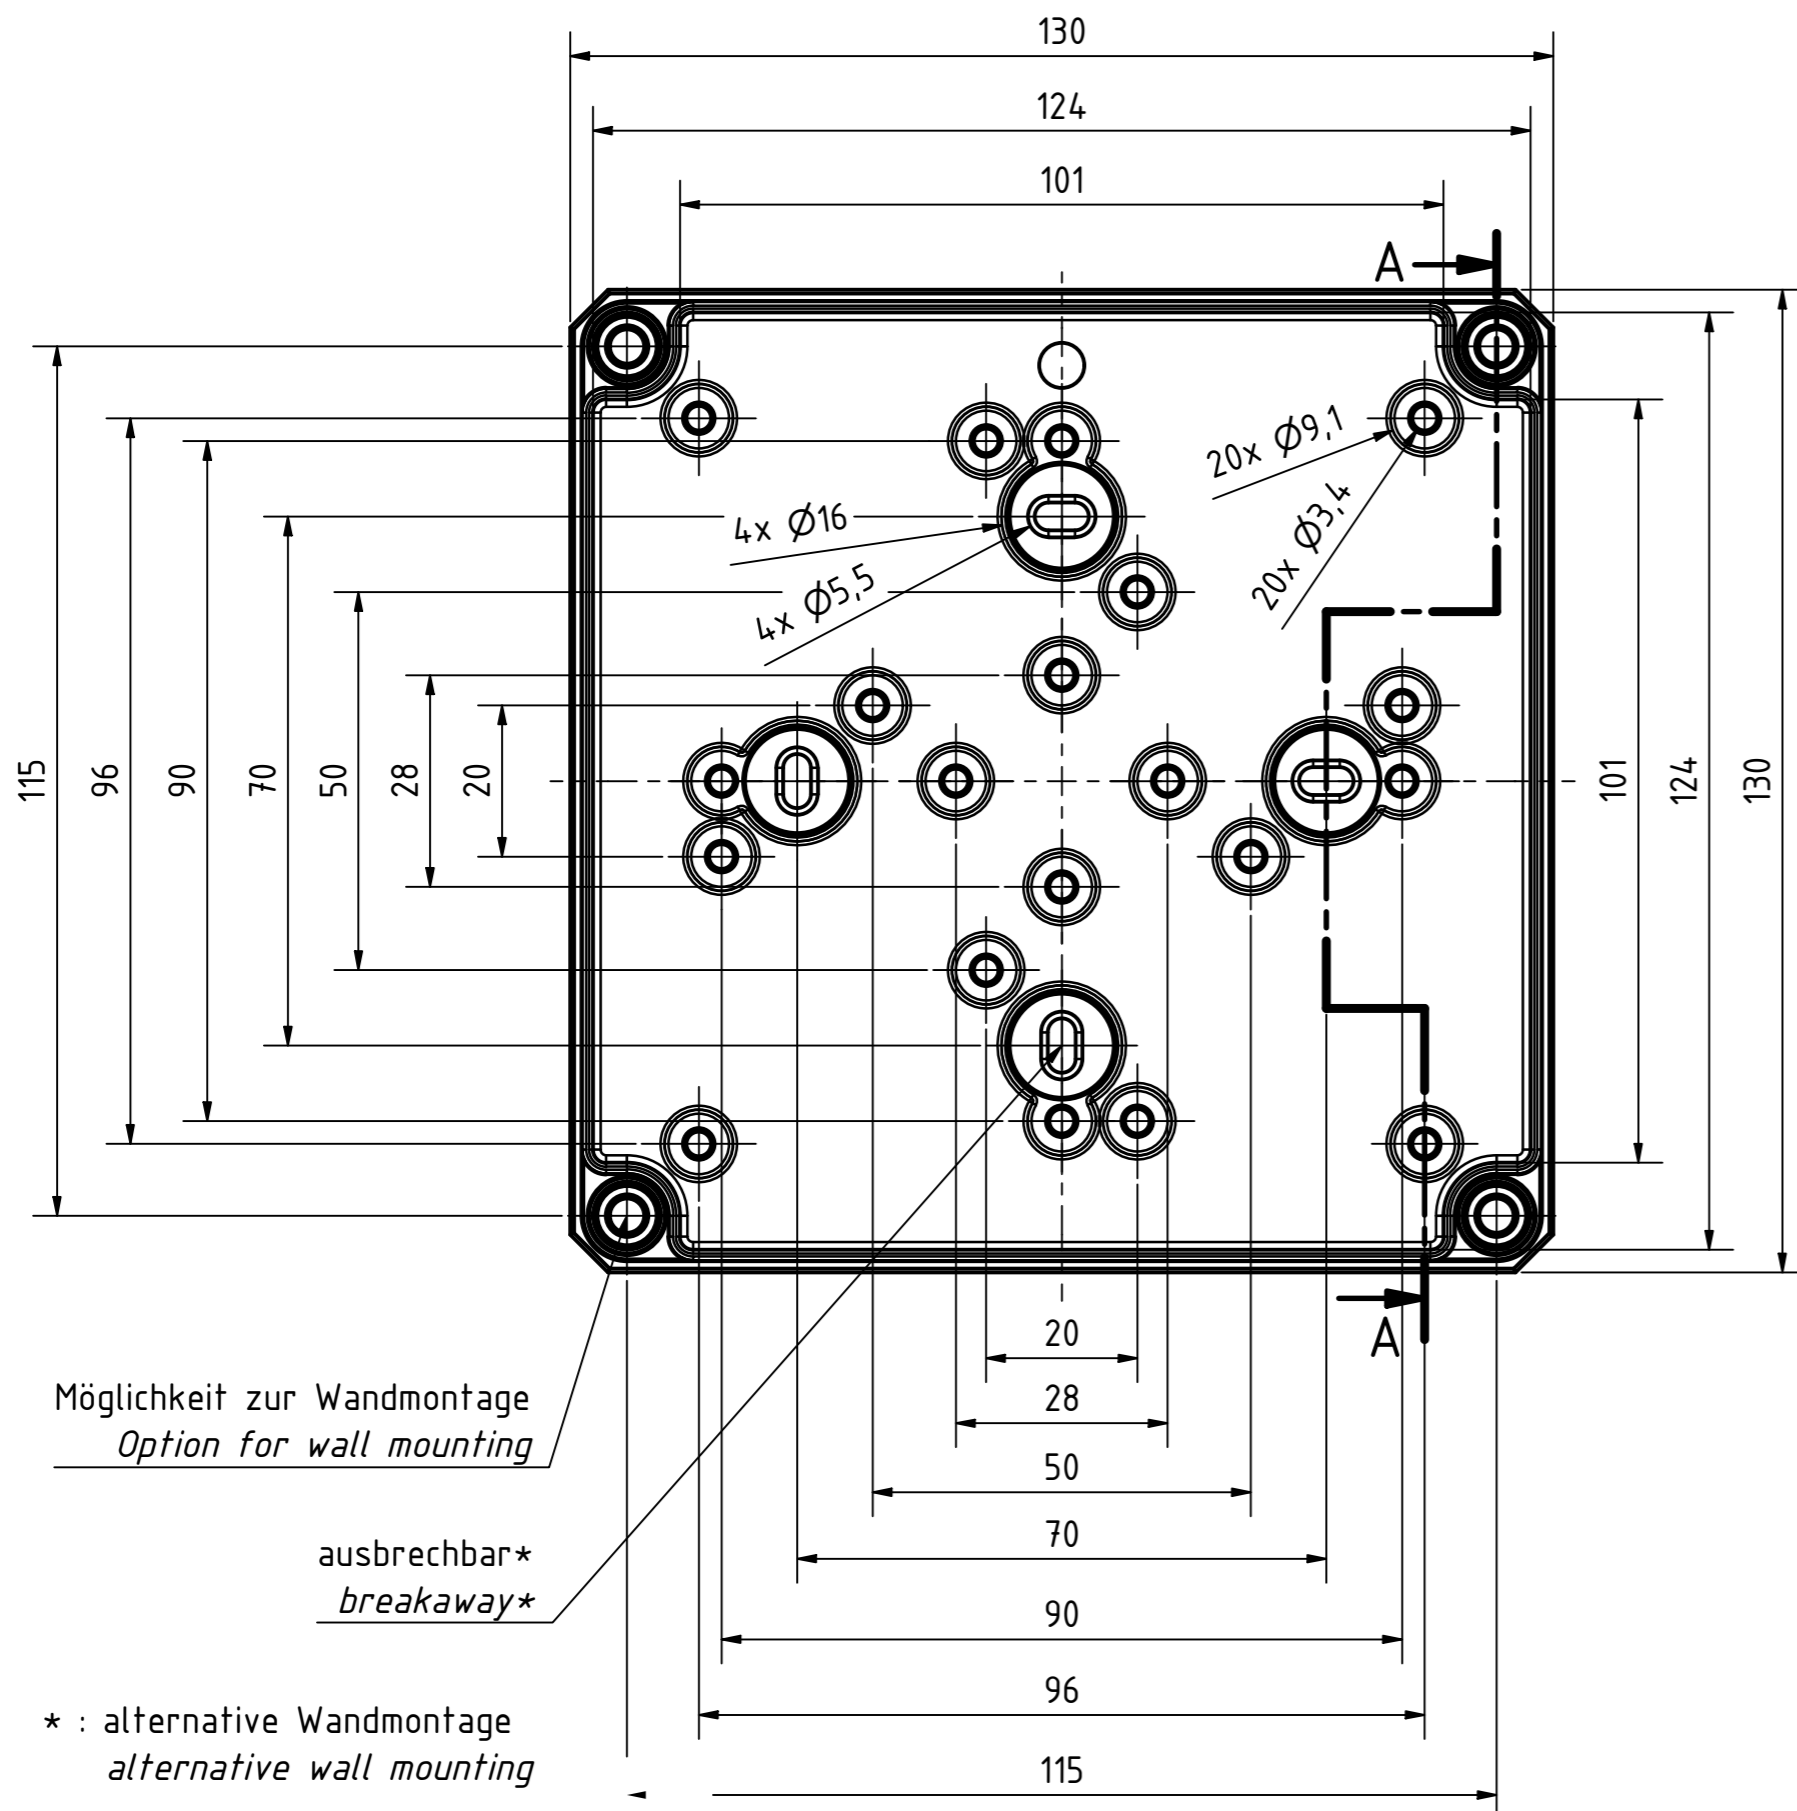 130
124
101
A
20x Ø9,1
4x Ø16
20x Ø3,4
4x Ø5,5
115
96
90
70
50
28
20
101
124
130
20
A
28
Möglichkeit zur Wandmontage
Option for wall mounting
50
70
ausbrechbar*
breakaway*
90
96
* : alternative Wandmontage
alternative wall mounting
115